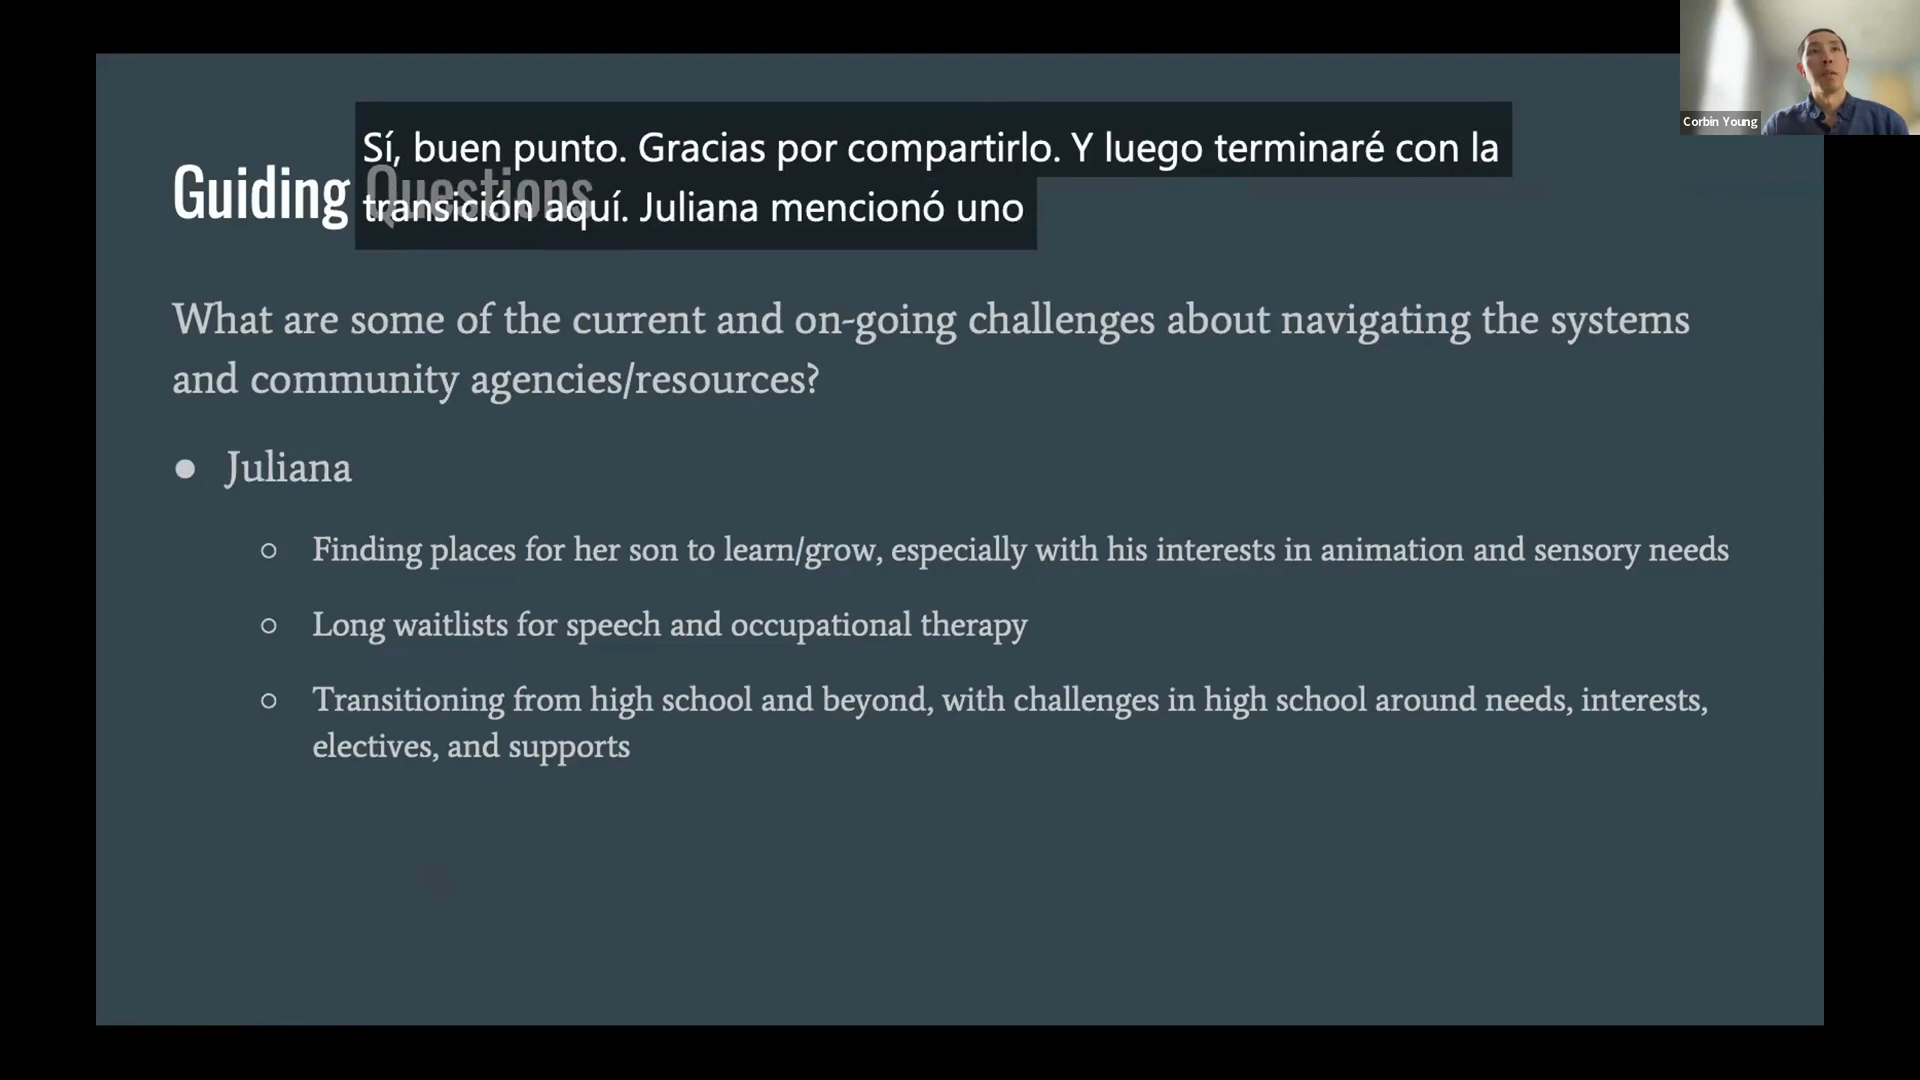 Sí, buen punto. Gracias por compartirlo. Y luego terminaré con la
transición aquí. Juliana mencionó uno
Corbin Young
Guiding Questions
What are some of the current and on-going challenges about navigating the systems
and community agencies/resources?
● Juliana
○ Finding places for her son to learn/grow, especially with his interests in animation and sensory needs
○ Long waitlists for speech and occupational therapy
○ Transitioning from high school and beyond, with challenges in high school around needs, interests,
electives, and supports